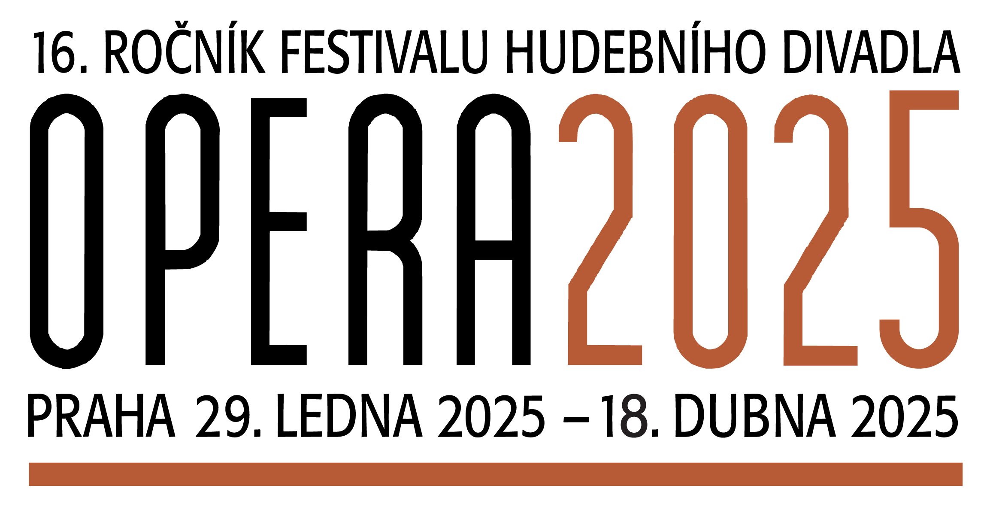 16. ROČNÍK FESTIVALU HUDEBNÍHO DIVADLA
OPERA2025
PRAHA 29. LEDNA 2025 – 18. DUBNA 2025